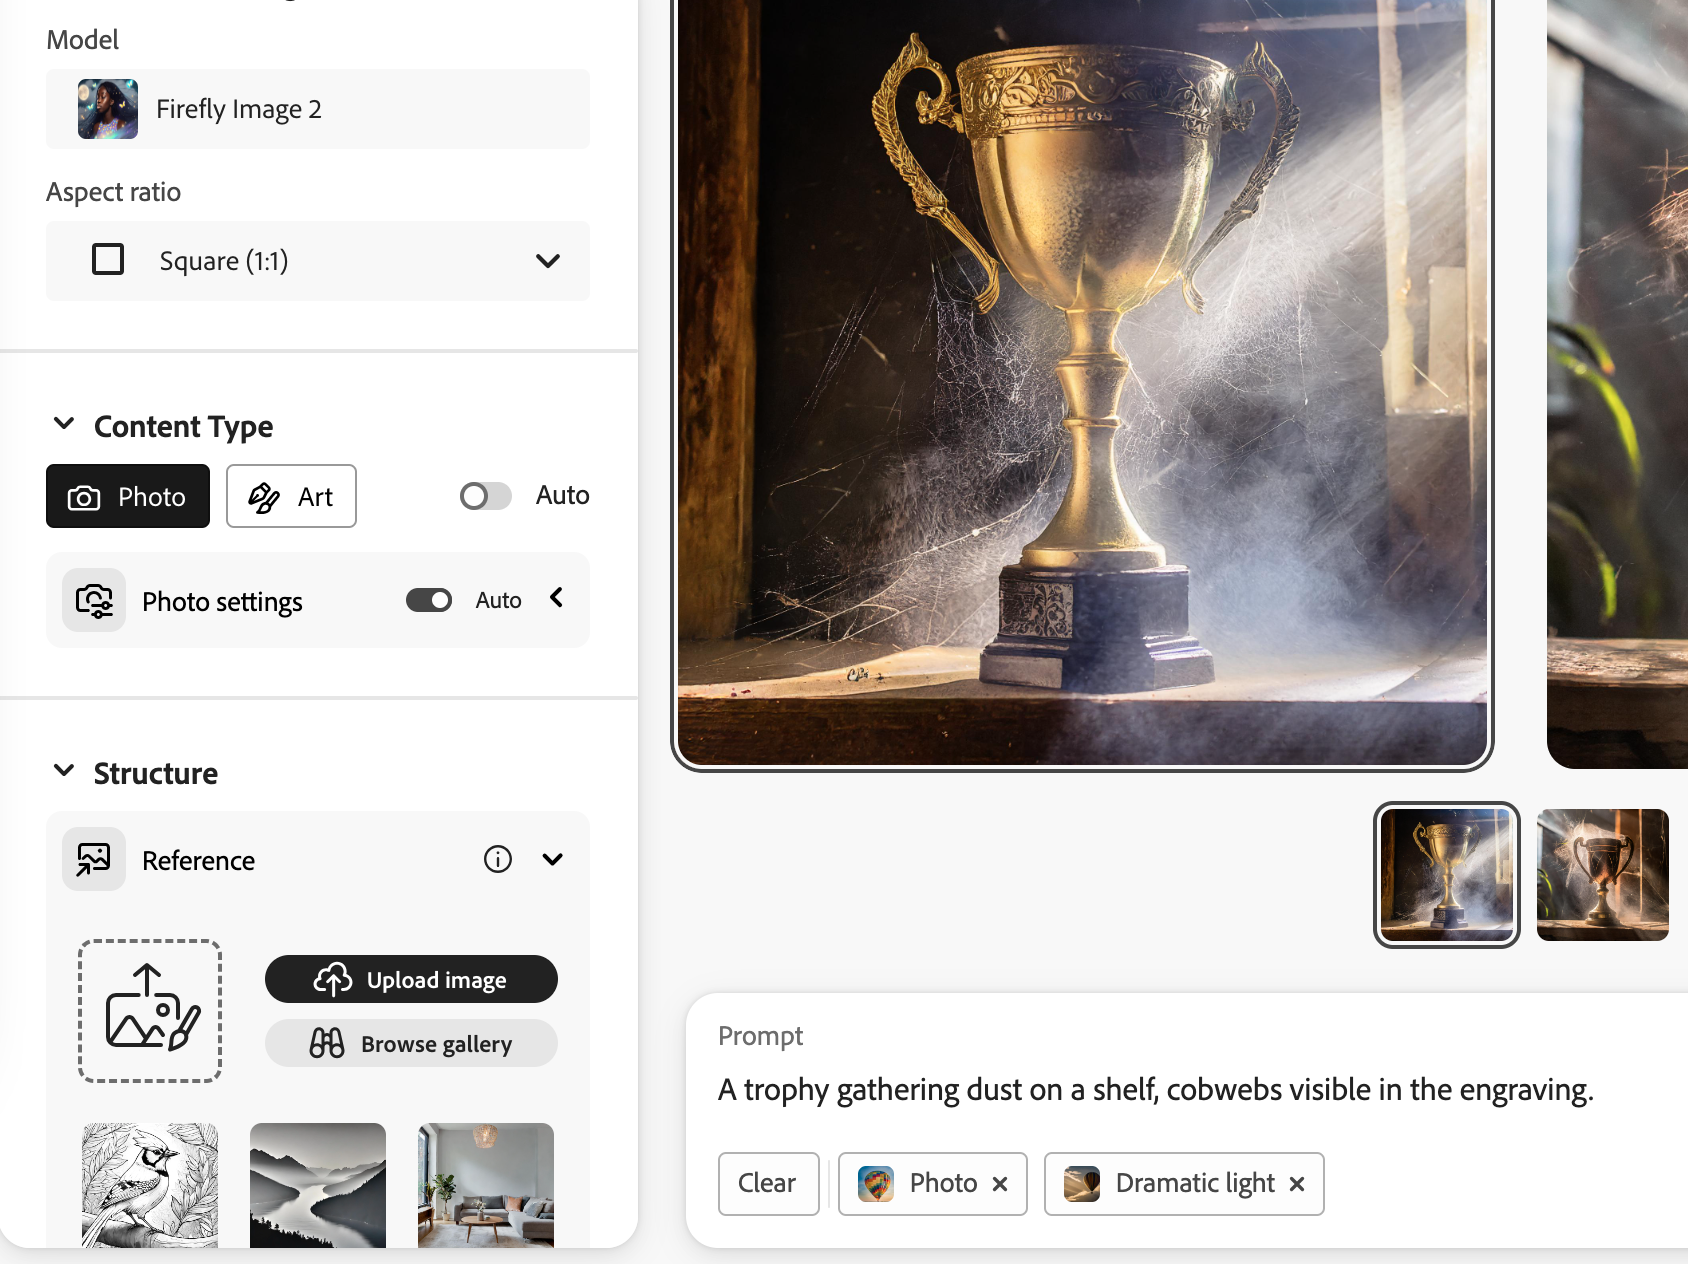 Model
Firefly Image 2
Aspect ratio
Square (1:1)
Content Type
Photo
Art
Auto
Photo settings
Auto
Structure
Reference
Upload image
Browse gallery
Prompt
A trophy gathering dust on a shelf, cobwebs visible in the engraving.
Clear
Photo
Dramatic light